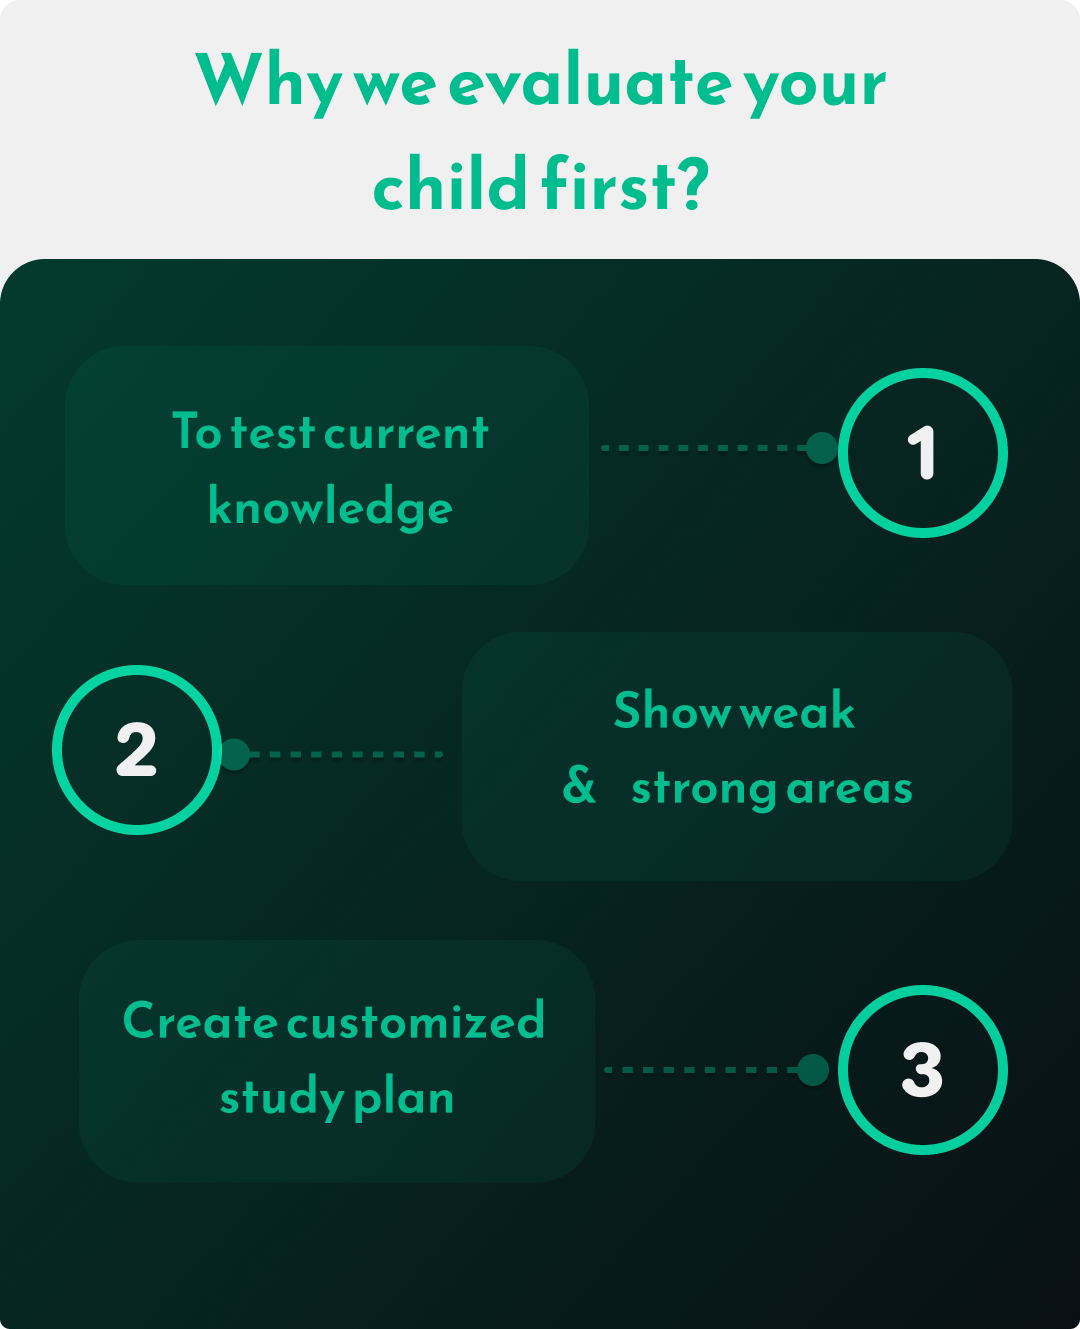 Why we evaluate your
child first?
To test current
knowledge
1
2
Show weak
& strong areas
Create customized
study plan
3